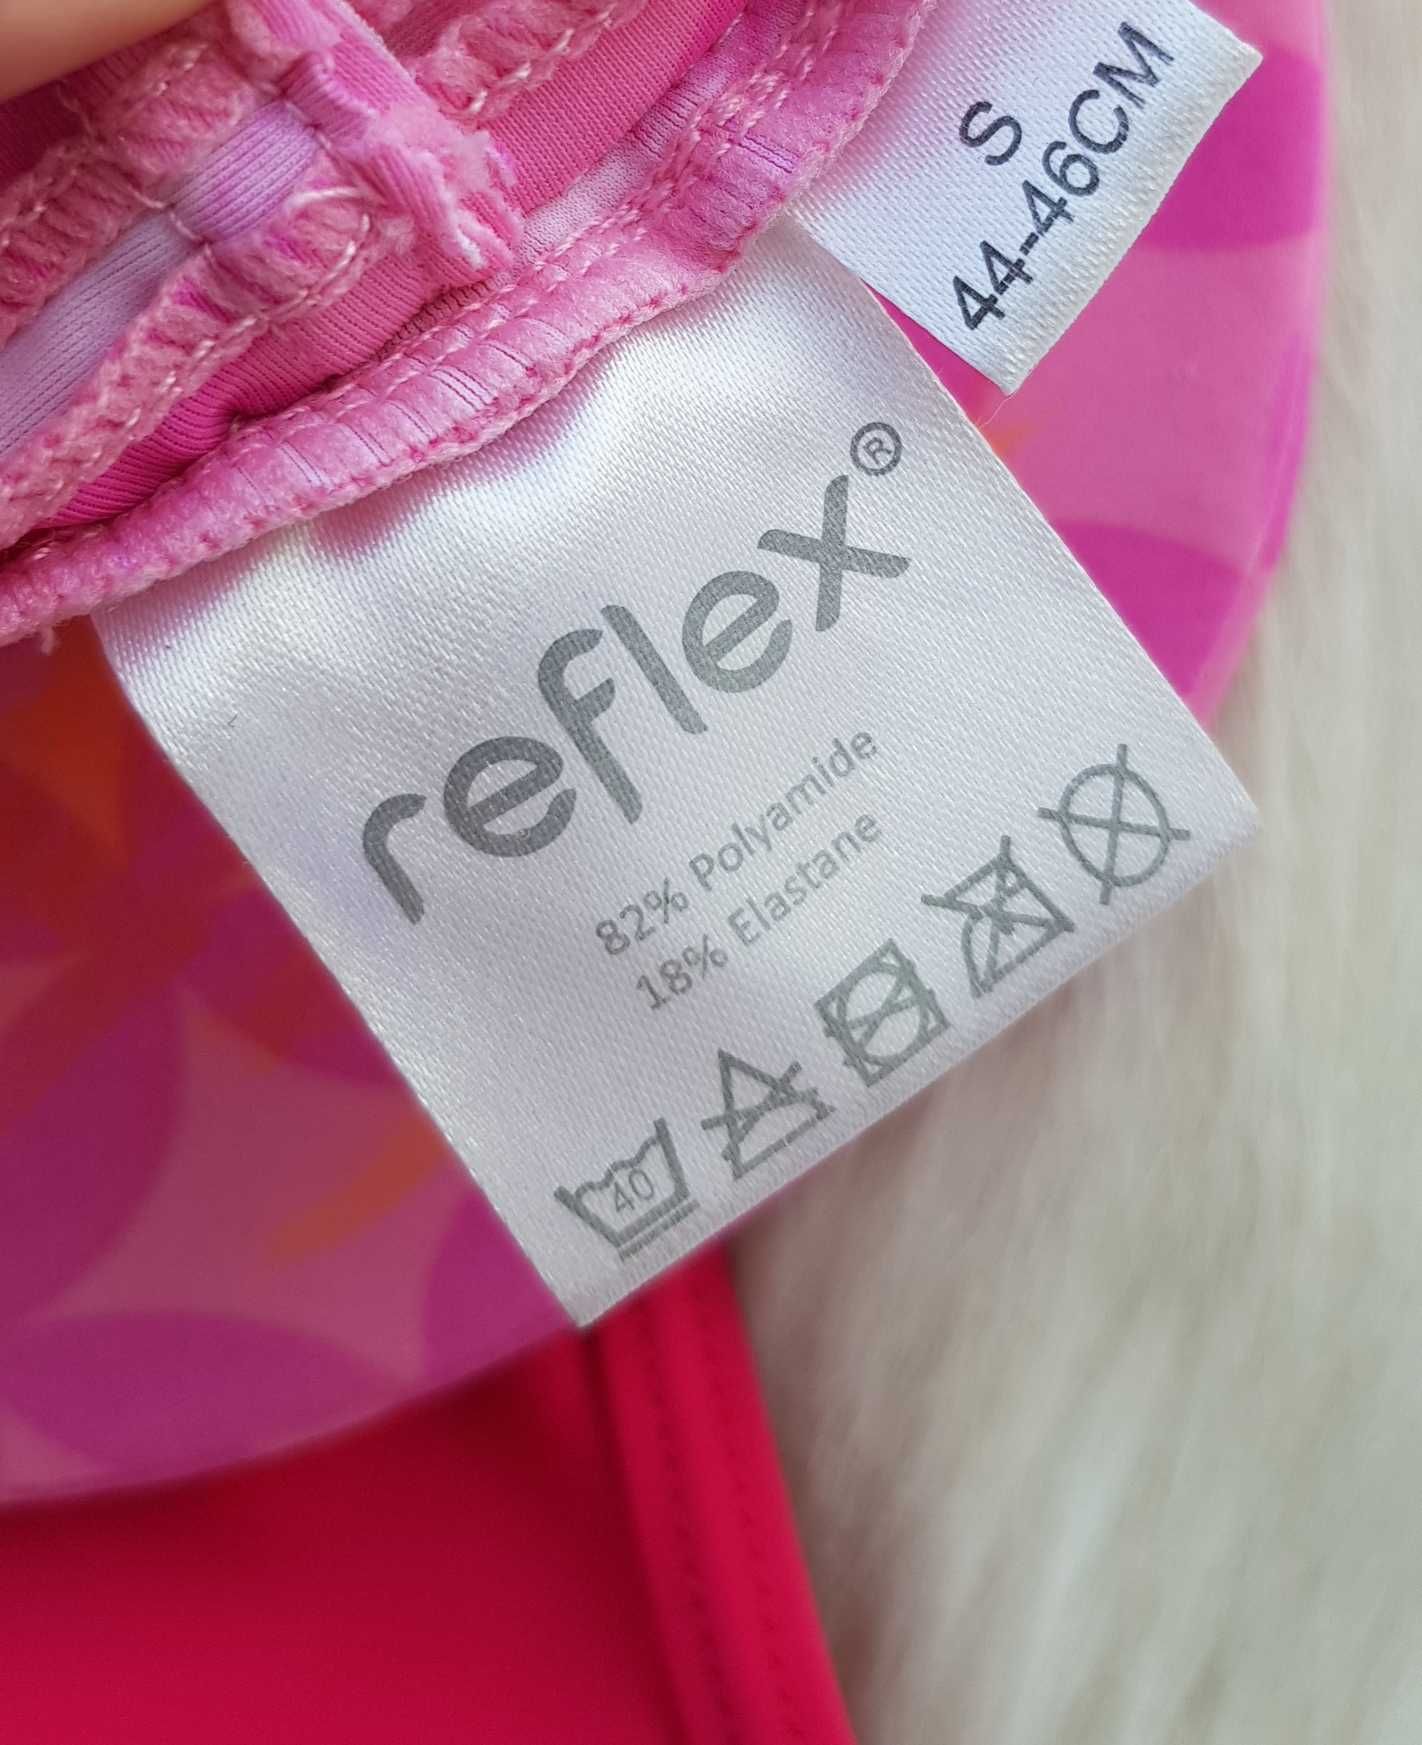 S
44-46CM
reflex®
82% Polyamide
18% Elastane
40